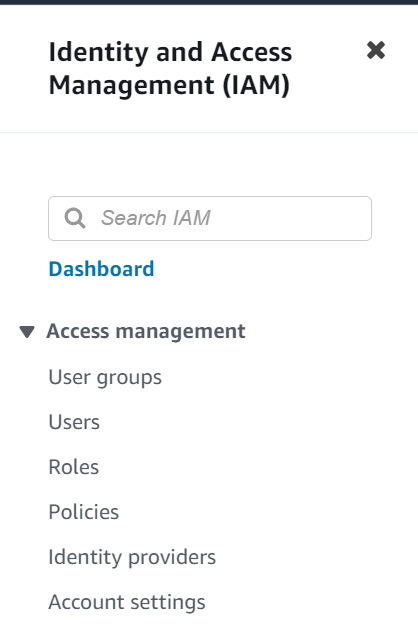 Identity and Access
Management (IAM)
Search IAM
Dashboard
Access management
User groups
Users
Roles
Policies
Identity providers
Account settings